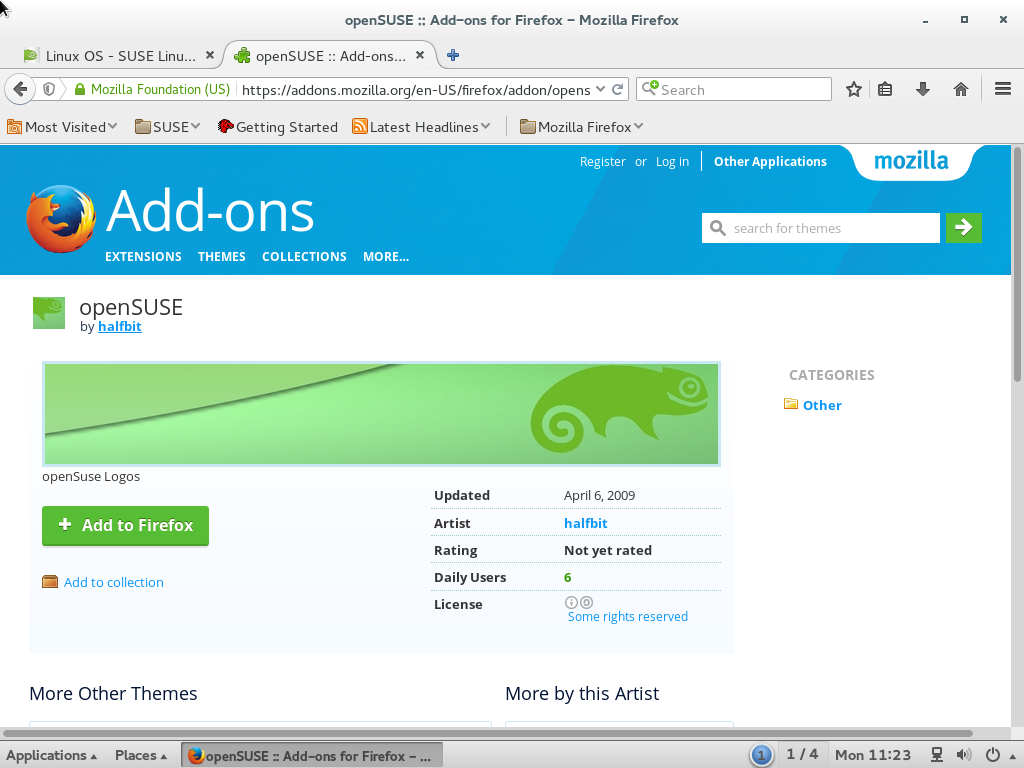 openSUSE :: Add-ons for Firefox - Mozilla Firefox
Linux OS - SUSE Linu...
openSUSE :: Add-ons...
Mozilla Foundation (US)
https://addons.mozilla.org/en-US/firefox/addon/opens
Search
Most Visited
SUSE
Getting Started
Latest Headlines
Mozilla Firefox
Register or Log in
Other Applications
mozilla
Add-ons
search for themes
EXTENSIONS THEMES COLLECTIONS MORE...
openSUSE
by halfbit
CATEGORIES
Other
openSuse Logos
Add to Firefox
Add to collection
Updated April 6, 2009
Artist halfbit
Rating Not yet rated
Daily Users 6
License
Some rights reserved
More Other Themes
More by this Artist
Applications
Places
openSUSE :: Add-ons for Firefox - ...
1
1 / 4
Mon 11:23